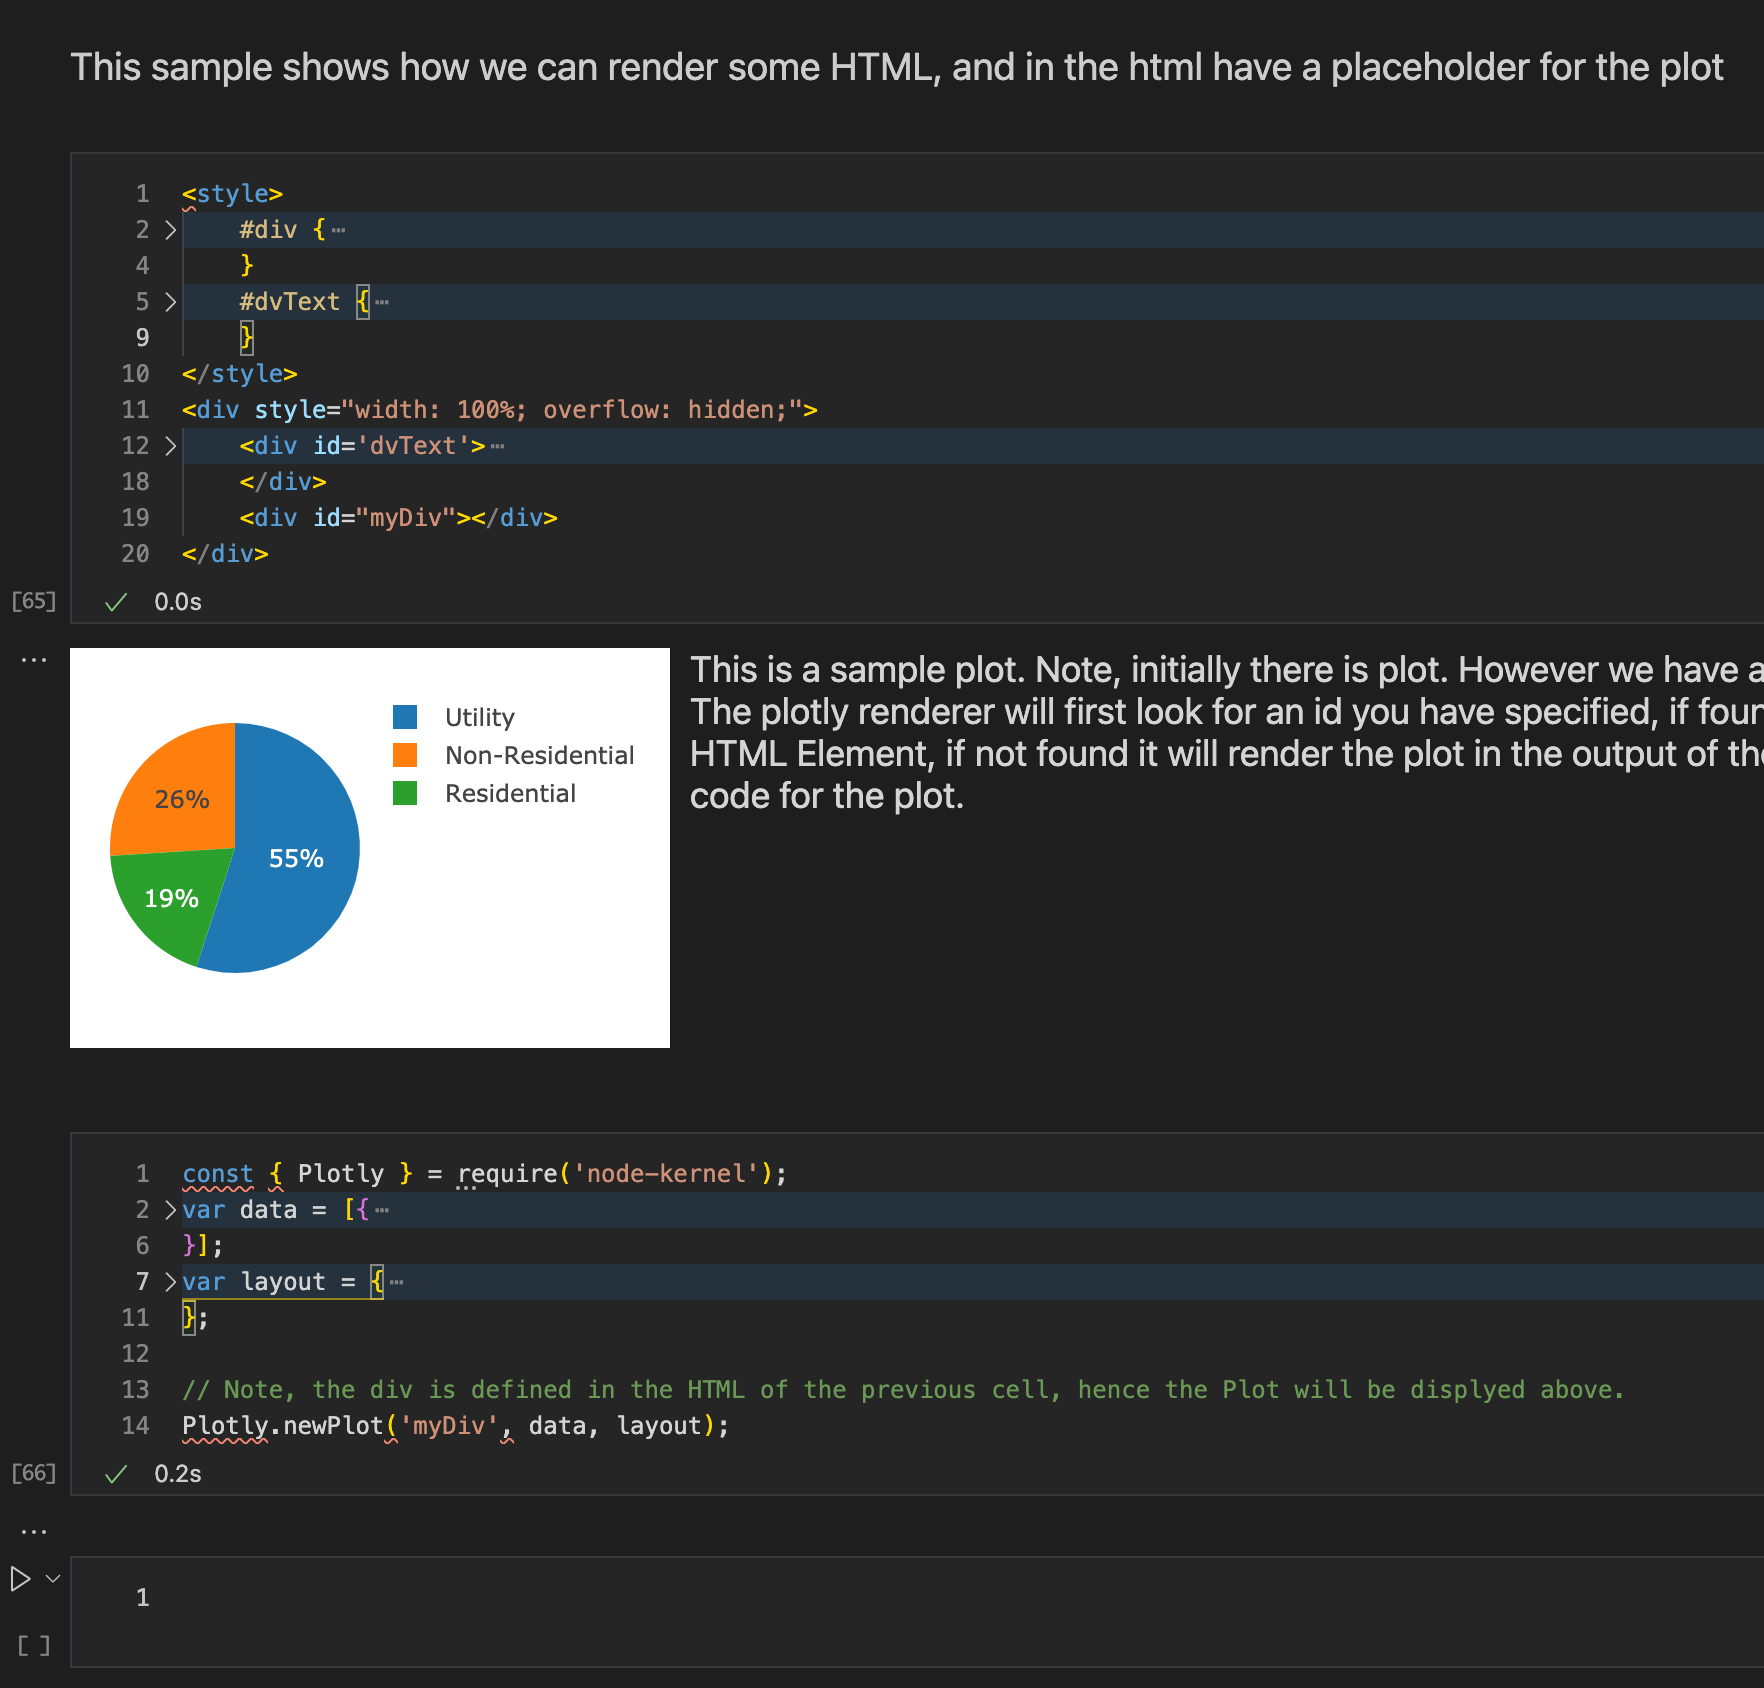 This sample shows how we can render some HTML, and in the html have a placeholder for the plot
1 <style>
2 #div {⋯
4 }
5 #dvText {⋯
9 }
10 </style>
11 <div style="width: 100%; overflow: hidden;">
12 <div id='dvText'>⋯
18 </div>
19 <div id="myDiv"></div>
20 </div>
[65] ✓ 0.0s
...
Utility
Non-Residential
Residential
26%
55%
19%
This is a sample plot. Note, initially there is plot. However we have a
The plotly renderer will first look for an id you have specified, if
HTML Element, if not found it will render the plot in the output of
code for the plot.
1 const { Plotly } = require('node-kernel');
2 var data = [{⋯
6 }];
7 var layout = {⋯
11 };
12
13 // Note, the div is defined in the HTML of the previous cell, hence the Plot will be displyed above.
14 Plotly.newPlot('myDiv', data, layout);
[66] ✓ 0.2s
...
1
[ ]